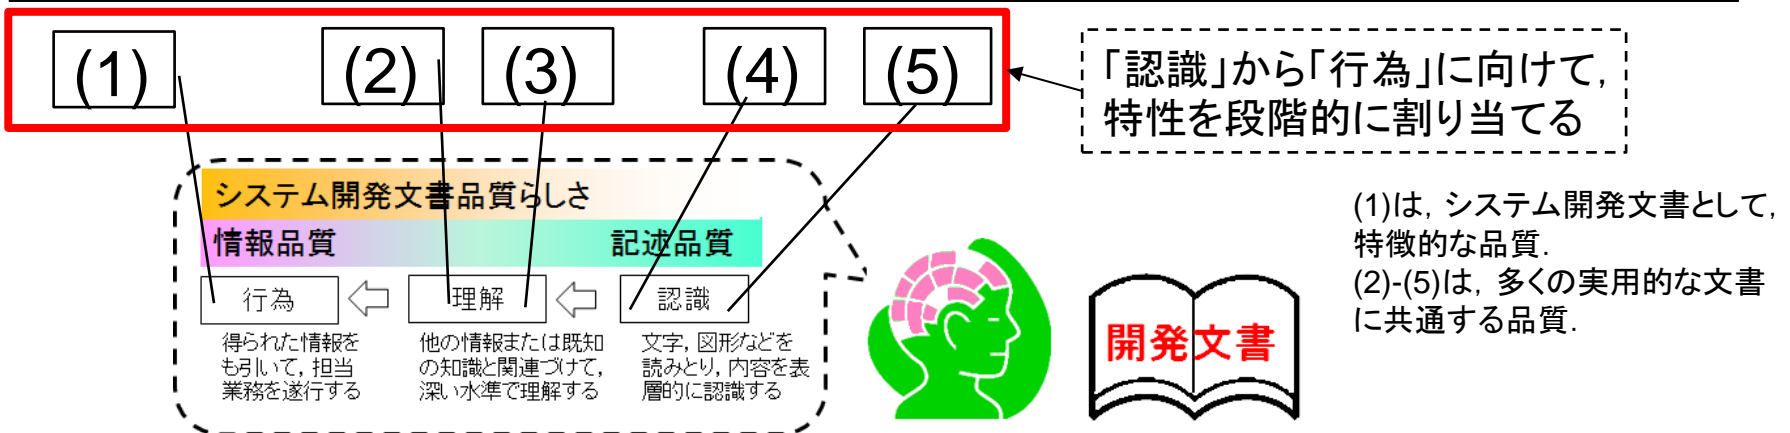 (1)
(2)
(3)
(4)
(5)
「認識」から「行為」に向けて,
特性を段階的に割り当てる
システム開発文書品質らしさ
情報品質
記述品質
行為
理解
認識
得られた情報を
も引いて, 担当
業務を遂行する
他の情報または既知
の知識と関連づけて,
深い水準で理解する
文字, 図形などを
読みとり, 内容を表
層的に認識する
開発文書
(1)は, システム開発文書として,
特徴的な品質.
(2)-(5)は, 多くの実用的な文書
に共通する品質.